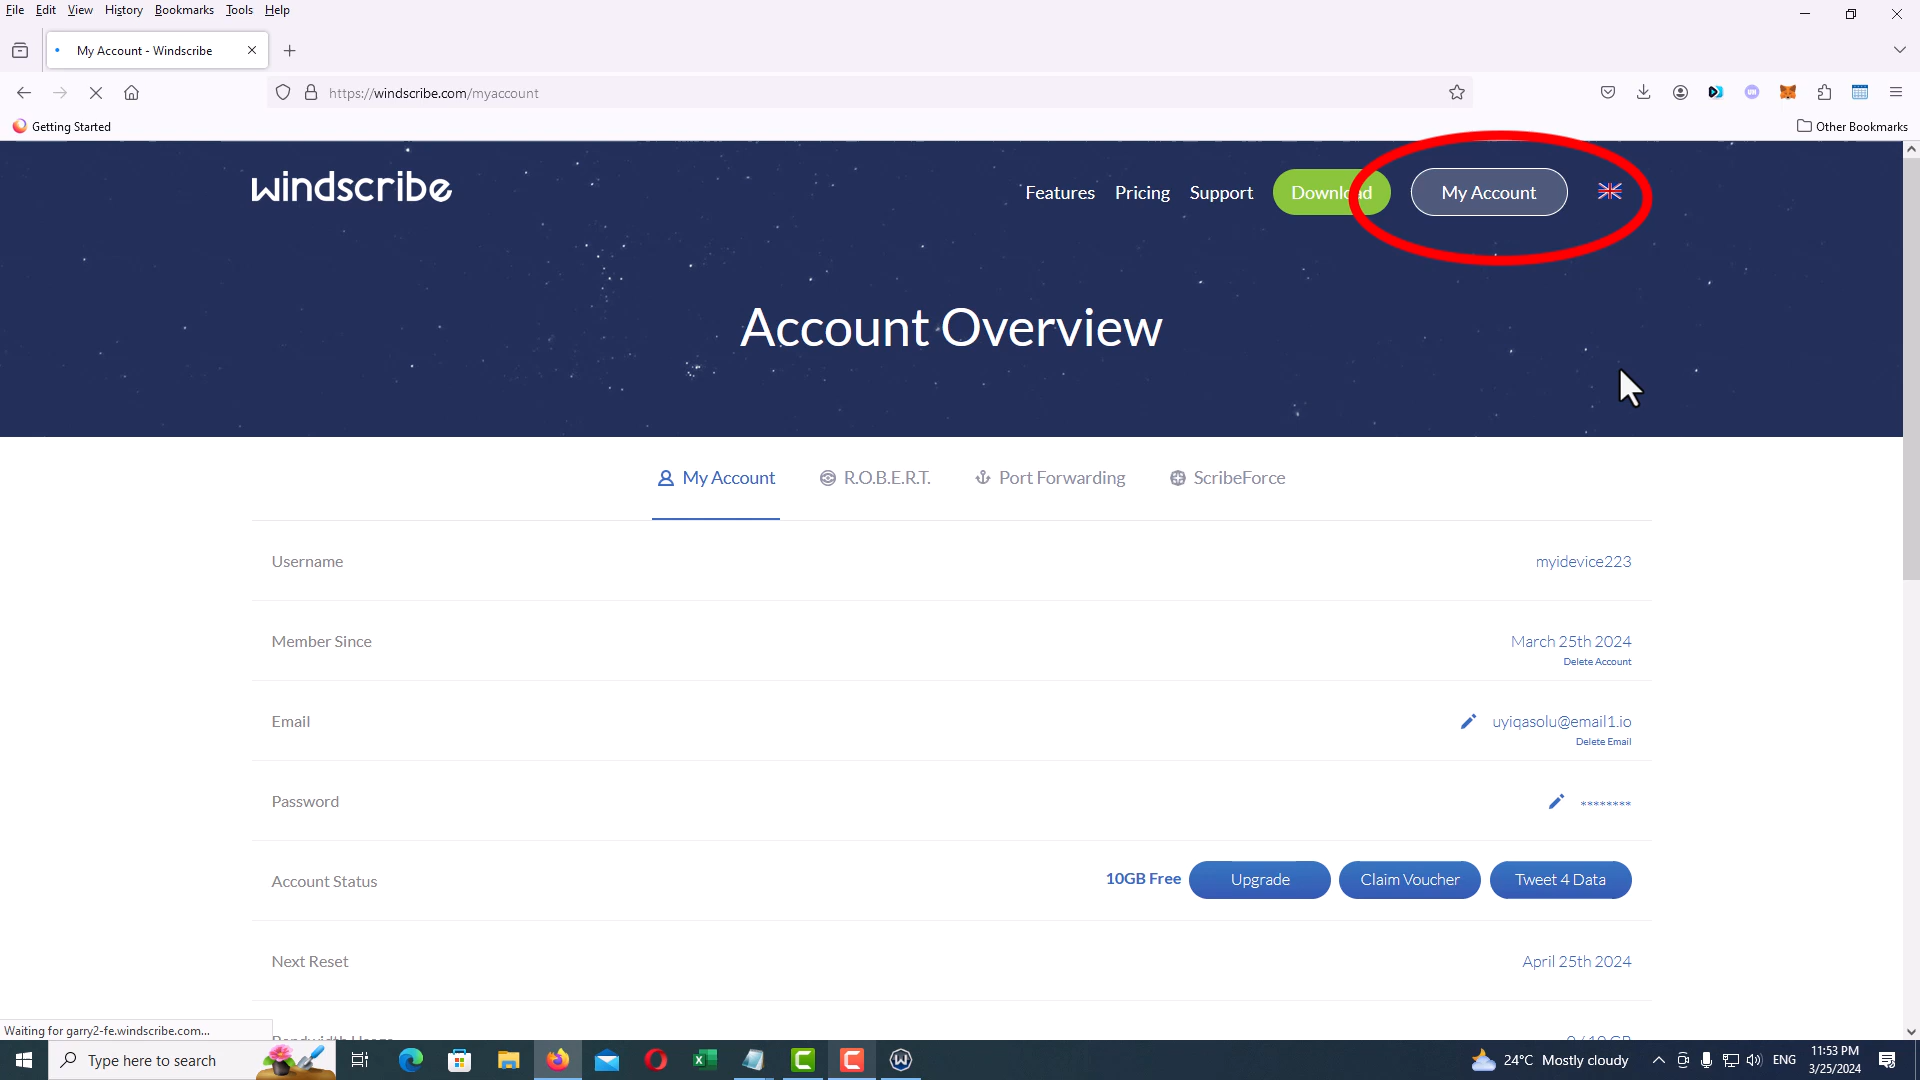 File Edit View History Bookmarks Tools Help
My Account - Windscribe
https://windscribe.com/myaccount
Getting Started
Other Bookmarks
windscribe
Features Pricing Support Download My Account
Account Overview
My Account R.O.B.E.R.T. Port Forwarding ScribeForce
Username myidevice223
Member Since March 25th 2024
Delete Account
Email uyiqasolu@email1.io
Delete Email
Password ********
Account Status 10GB Free Upgrade Claim Voucher Tweet 4 Data
Next Reset April 25th 2024
Waiting for garry2-fe.windscribe.com...
Type here to search
24°C Mostly cloudy
ENG
11:53 PM
3/25/2024